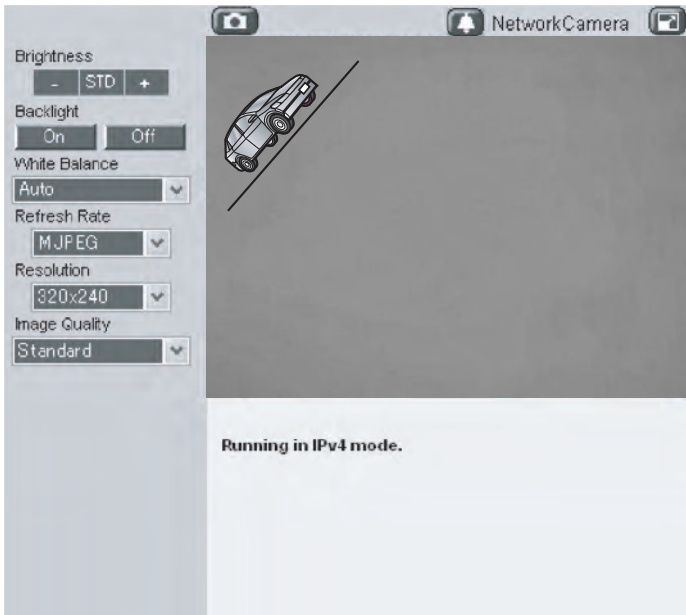 NetworkCamera
Brightness
- STD +
Backlight
On Off
White Balance
Auto
Refresh Rate
MJPEG
Resolution
320x240
Image Quality
Standard
Running in IPv4 mode.